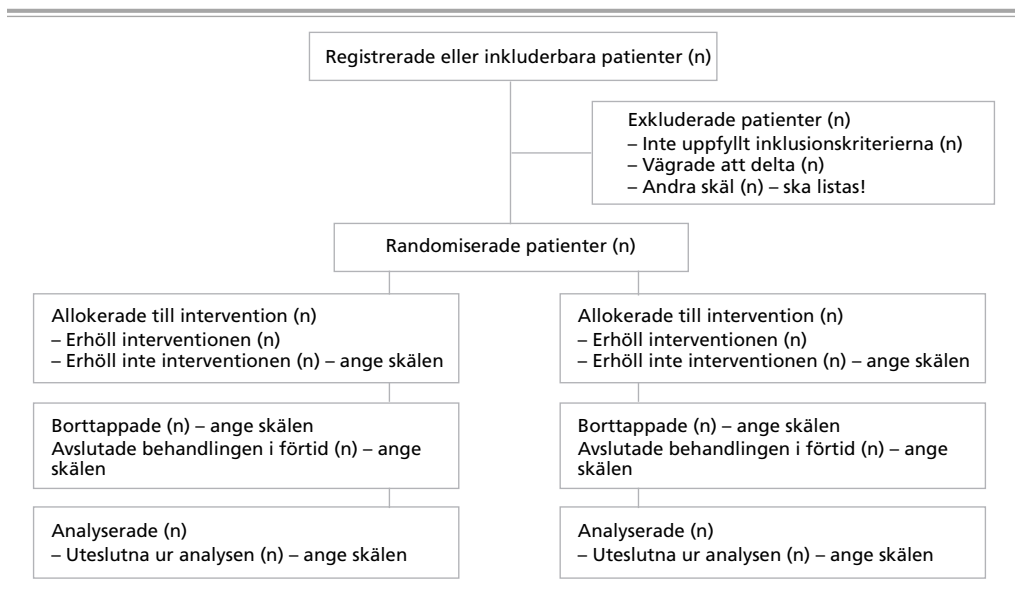 Registrerade eller inkluderbara patienter (n)
Exkluderade patienter (n)
– Inte uppfyllt inklusionskriterierna (n)
– Vägrade att delta (n)
– Andra skäl (n) – ska listas!
Randomiserade patienter (n)
Allokerade till intervention (n)
– Erhöll interventionen (n)
– Erhöll inte interventionen (n) – ange skälen
Allokerade till intervention (n)
– Erhöll interventionen (n)
– Erhöll inte interventionen (n) – ange skälen
Borttappade (n) – ange skälen
Avslutade behandlingen i förtid (n) – ange
skälen
Borttappade (n) – ange skälen
Avslutade behandlingen i förtid (n) – ange
skälen
Analyserade (n)
– Uteslutna ur analysen (n) – ange skälen
Analyserade (n)
– Uteslutna ur analysen (n) – ange skälen